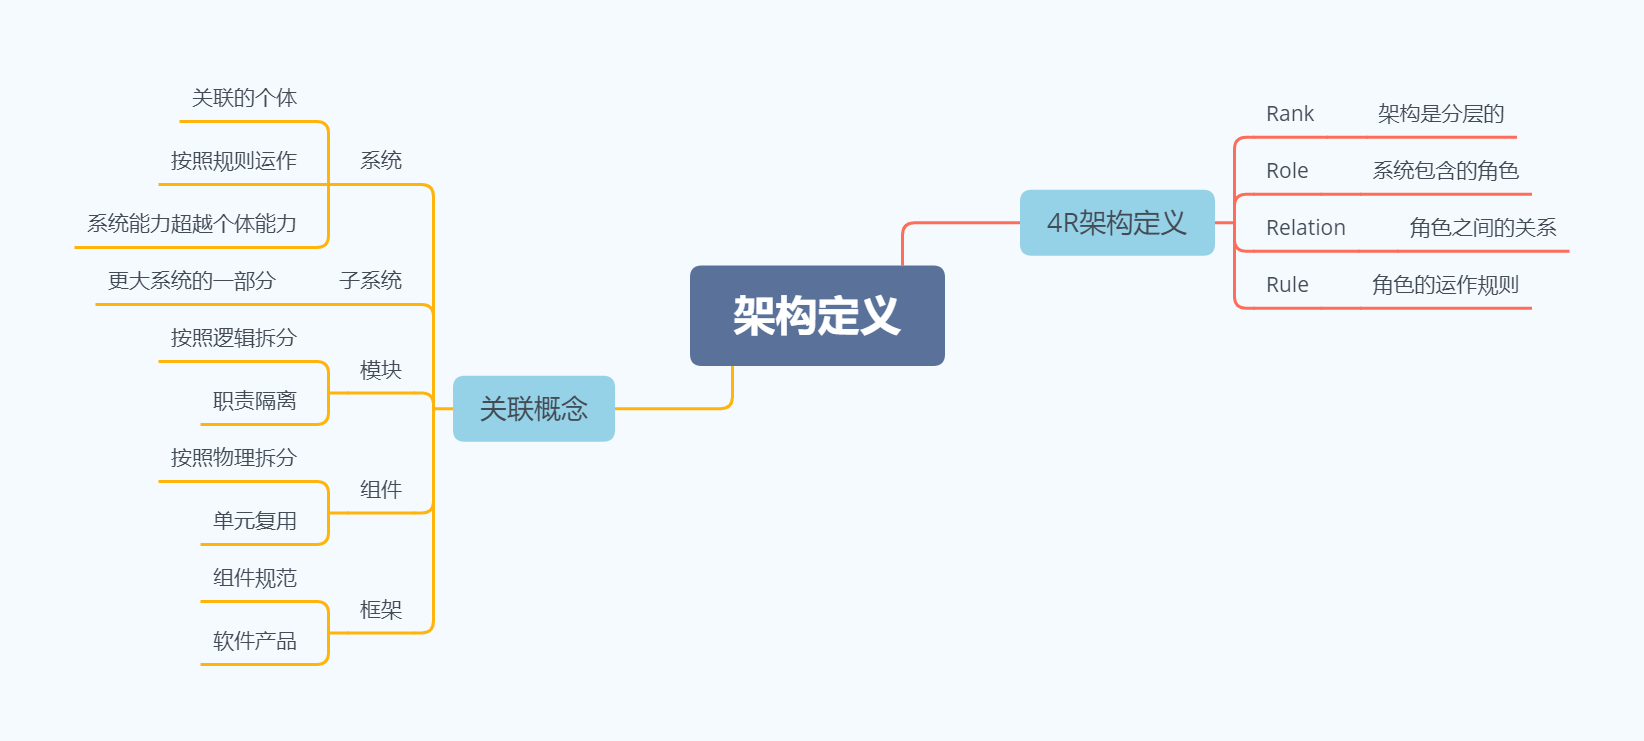 架构定义
4R架构定义
Rank 架构是分层的
Role 系统包含的角色
Relation 角色之间的关系
Rule 角色的运作规则
关联概念
系统
关联的个体
按照规则运作
系统能力超越个体能力
子系统
更大系统的一部分
模块
按照逻辑拆分
职责隔离
组件
按照物理拆分
单元复用
框架
组件规范
软件产品